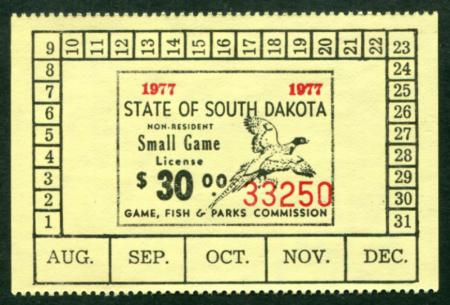 9 10 11 12 13 14 15 16 17 18 19 20 21 22 23
8 24
7 25
6 26
5 27
4 28
3 29
2 30
1 31
1977 1977
STATE OF SOUTH DAKOTA
NON-RESIDENT
Small Game
License
$ 30 00
33250
GAME, FISH & PARKS COMMISSION
AUG. SEP. OCT. NOV. DEC.